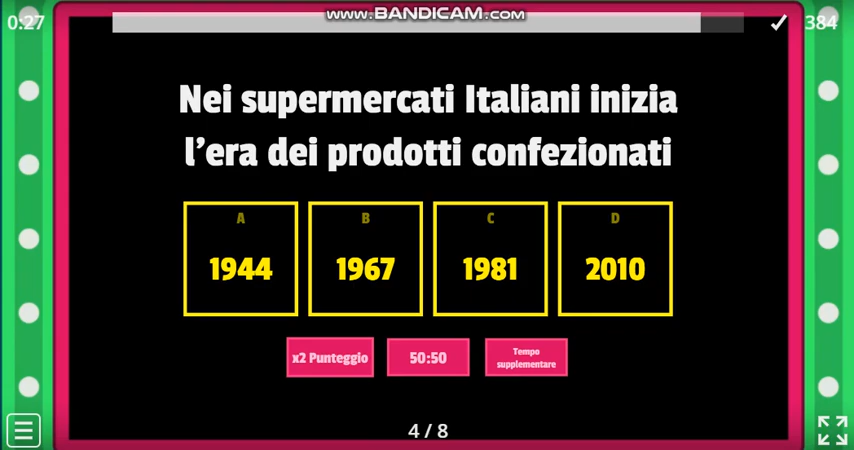 www.BANDICAM.com
0:27
384
Nei supermercati Italiani inizia
l'era dei prodotti confezionati
A B C D
1944 1967 1981 2010
x2 Punteggio 50:50 Tempo
supplementare
4 / 8